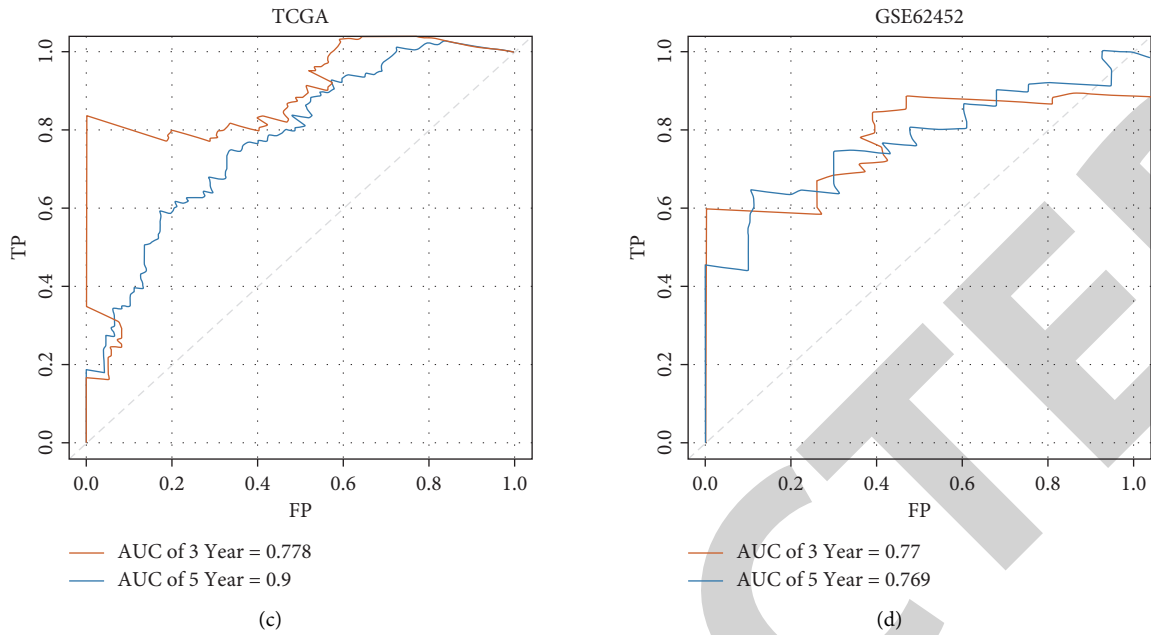 TCGA
1.0
0.8
0.6
0.4
0.2
0.0
TP
0.0 0.2 0.4 0.6 0.8 1.0
FP
AUC of 3 Year = 0.778
AUC of 5 Year = 0.9
(c)
GSE62452
1.0
0.8
0.6
0.4
0.2
0.0
TP
0.0 0.2 0.4 0.6 0.8 1.0
FP
AUC of 3 Year = 0.77
AUC of 5 Year = 0.769
(d)
CTE